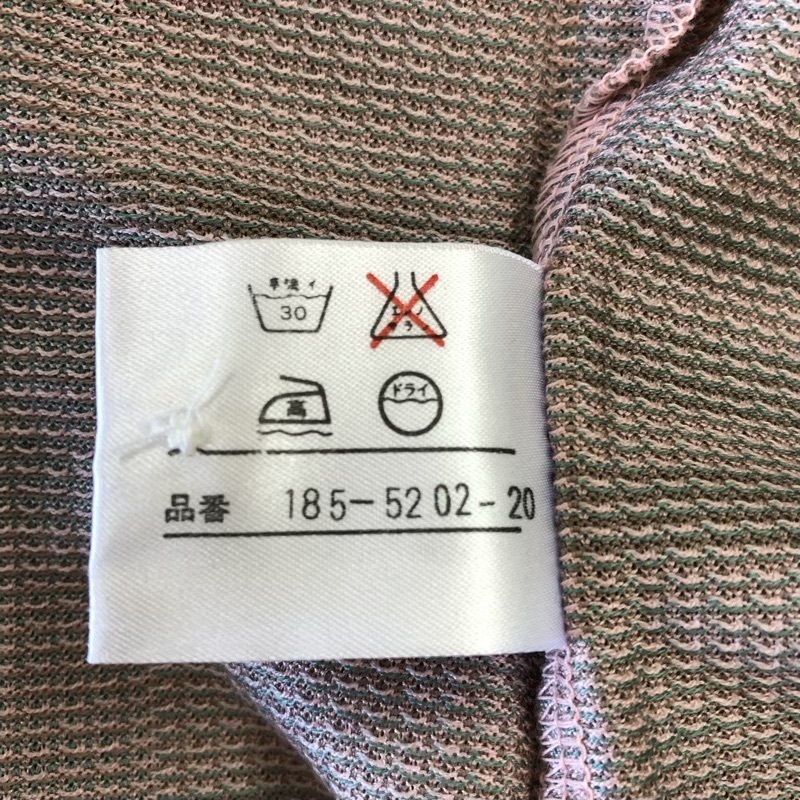 手洗イ
30
エンソ
サラシ
高
ドライ
品番 185-5202-20